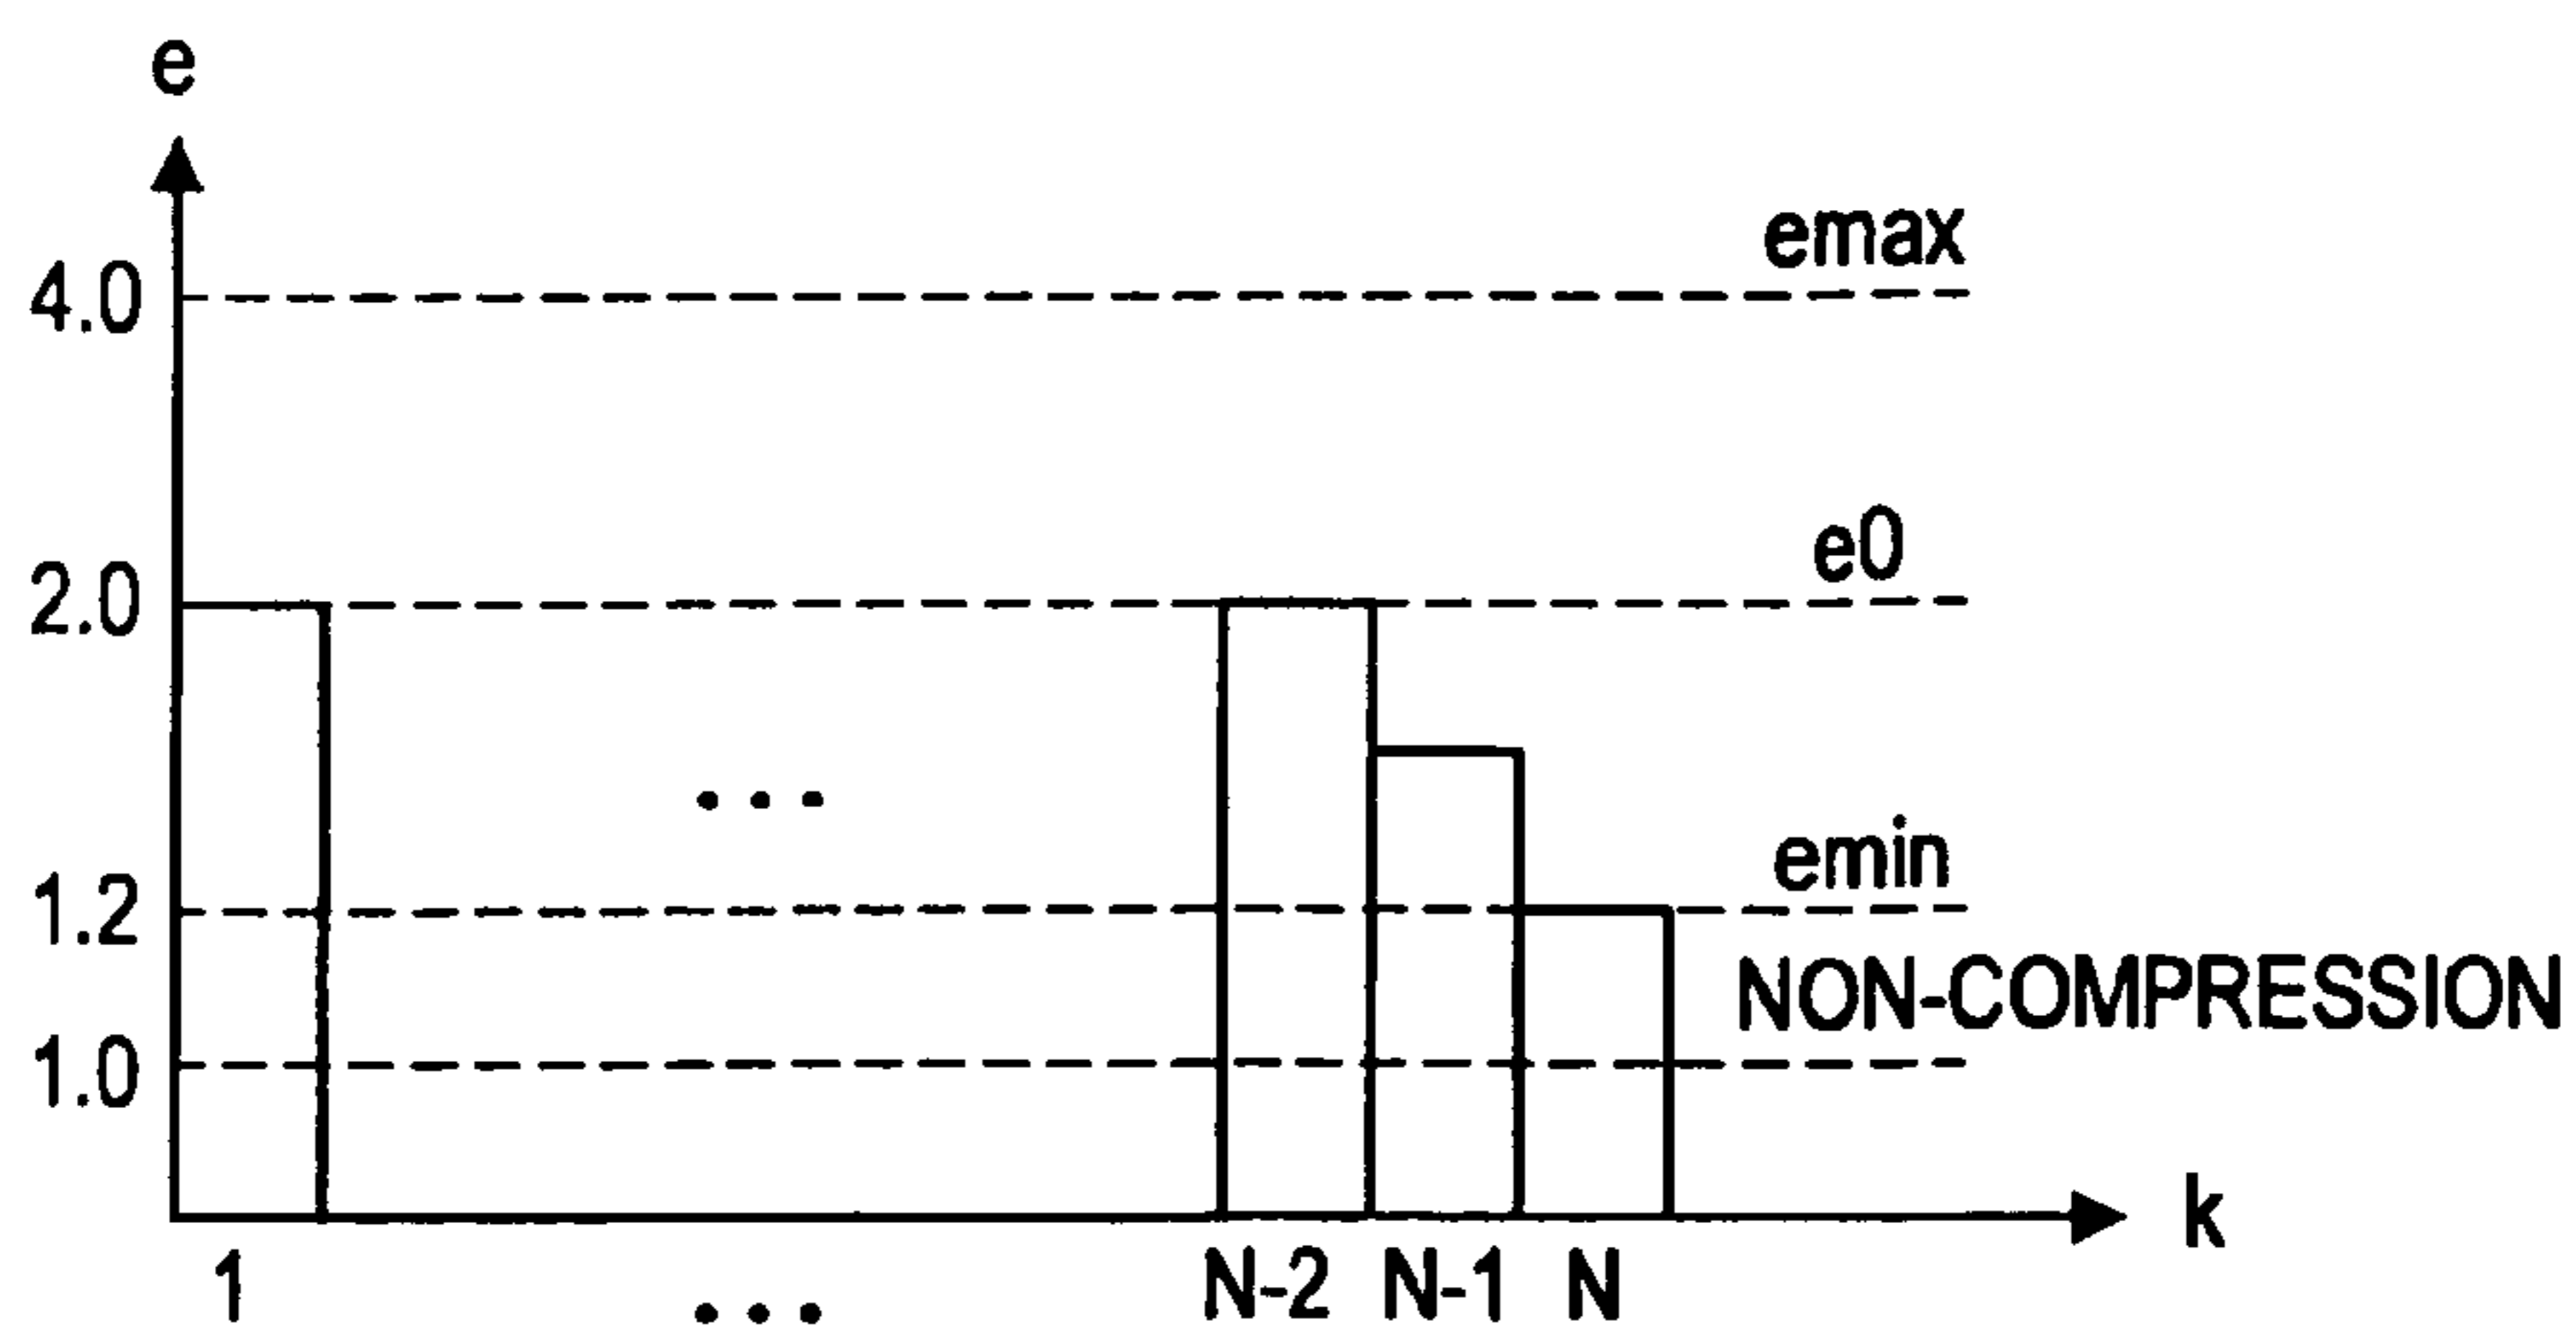 e
emax
4.0
e0
2.0
...
emin
1.2
NON-COMPRESSION
1.0
k
1 ... N-2 N-1 N